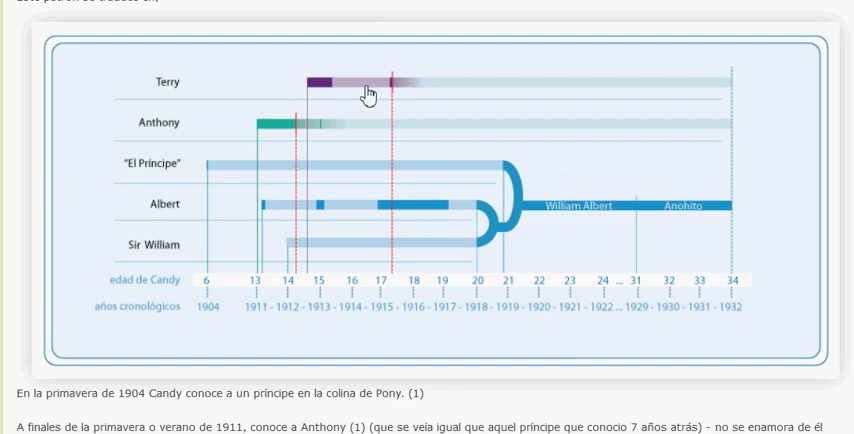 Terry
Anthony
"El Príncipe"
Albert
William Albert
Anohito
Sir William
edad de Candy 6 13 14 15 16 17 18 19 20 21 22 23 24 ... 31 32 33 34
años cronológicos 1904 1911 - 1912 - 1913 - 1914 - 1915 - 1916 - 1917 - 1918 - 1919 - 1920 - 1921 - 1922 ... 1929 - 1930 - 1931 - 1932
En la primavera de 1904 Candy conoce a un príncipe en la colina de Pony. (1)
A finales de la primavera o verano de 1911, conoce a Anthony (1) (que se veía igual que aquel príncipe que conocio 7 años atrás) - no se enamora de él